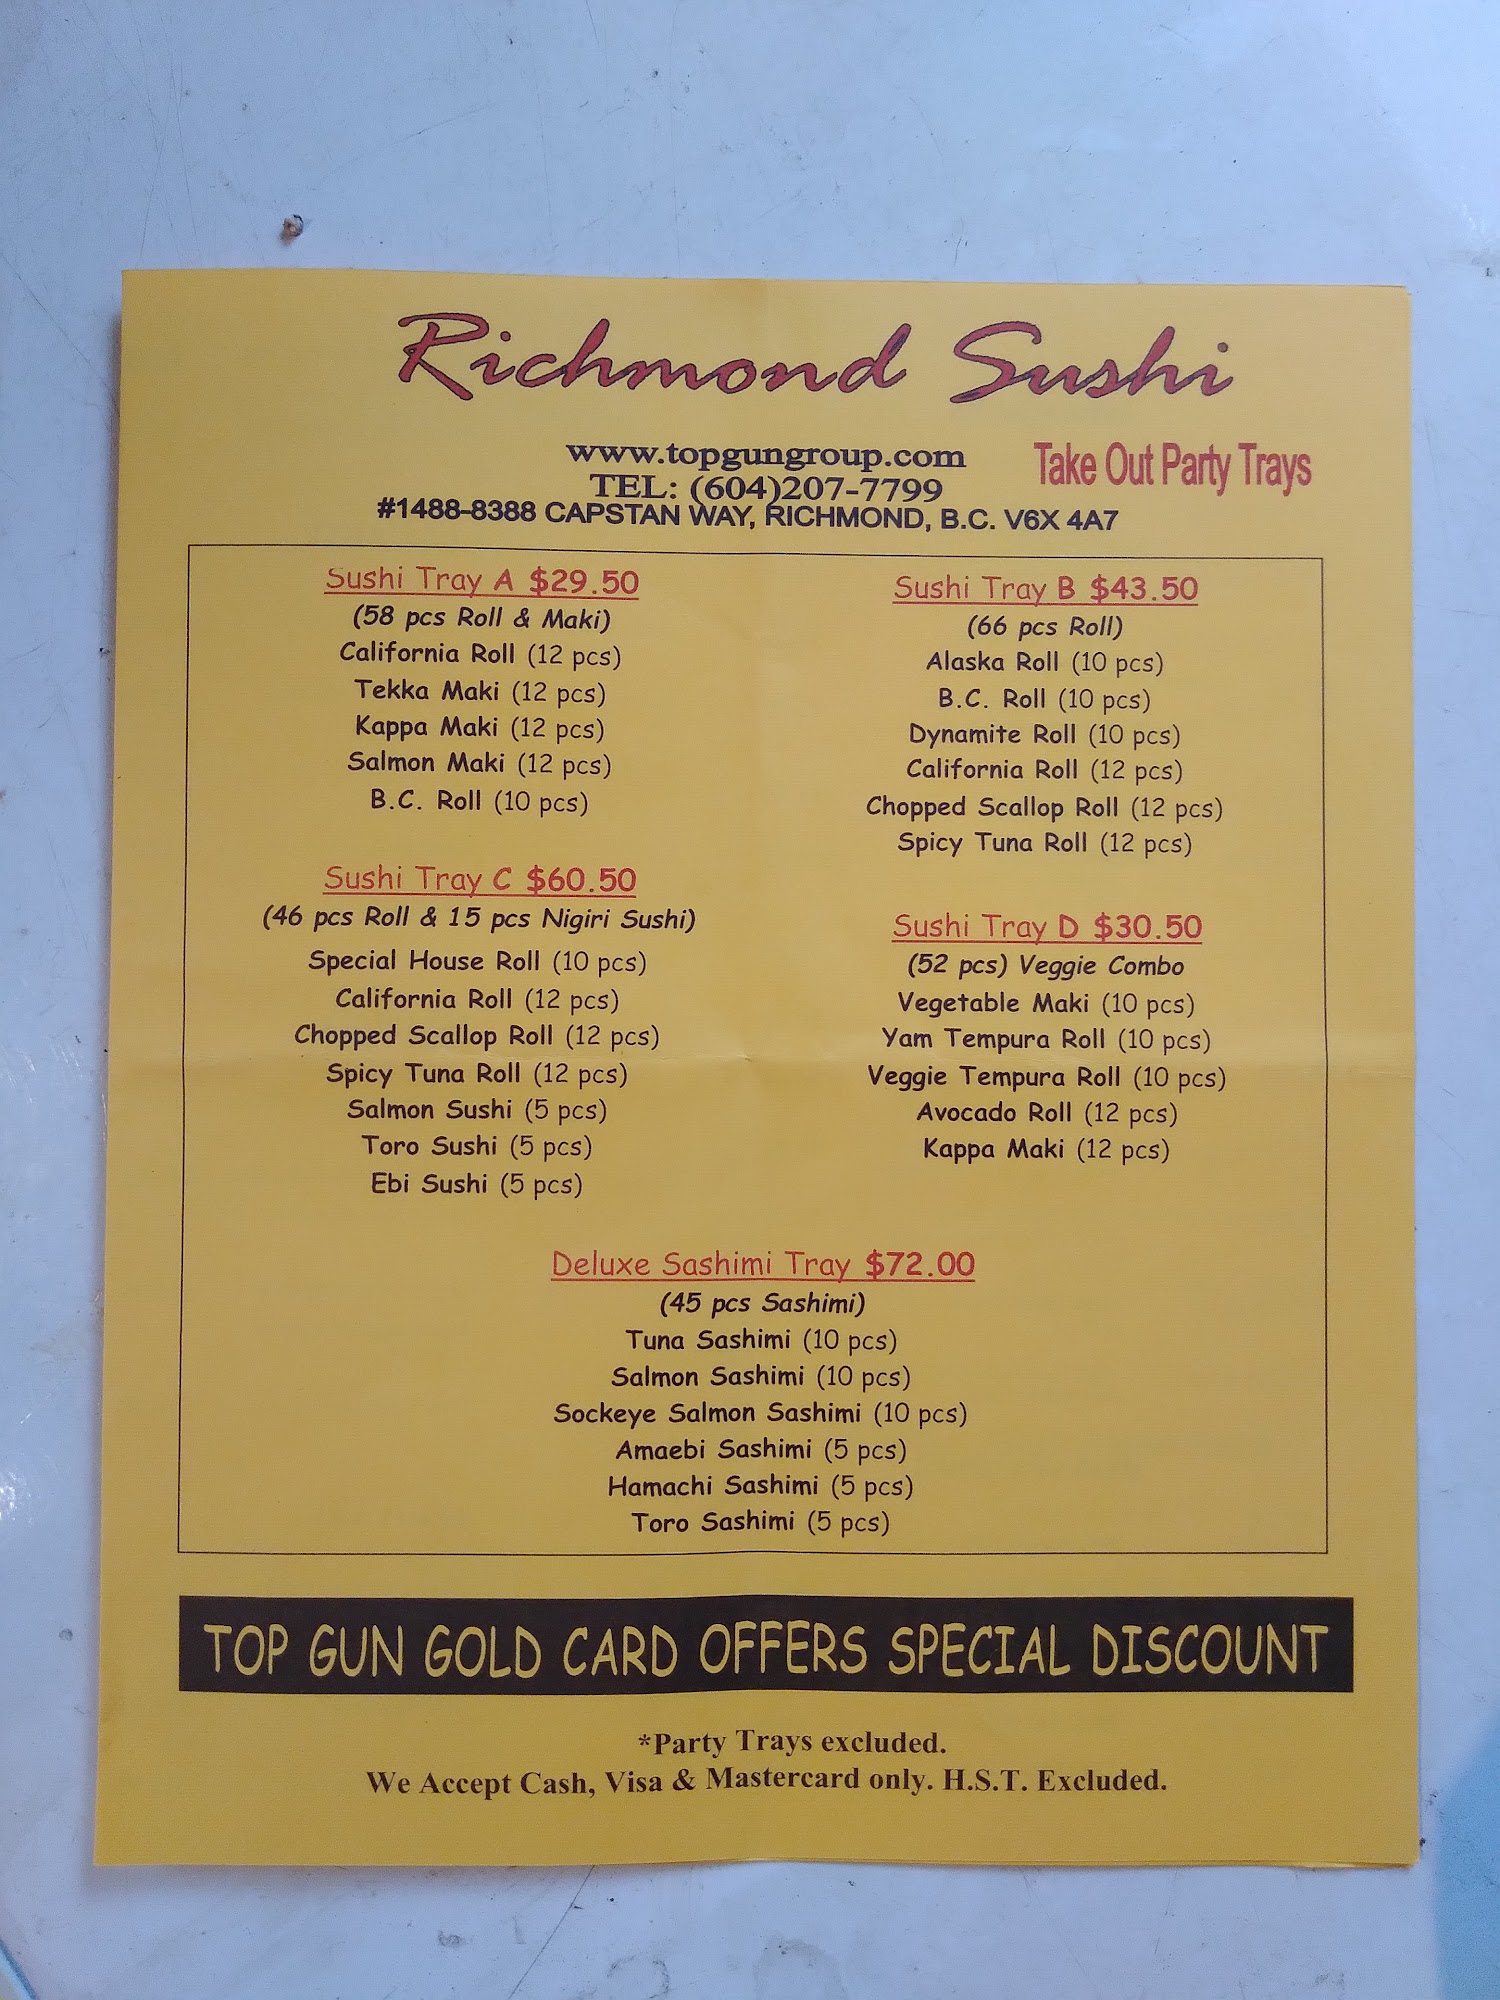 Richmond Sushi
www.topgungroup.com
Take Out Party Trays
TEL: (604)207-7799
#1488-8388 CAPSTAN WAY, RICHMOND, B.C. V6X 4A7
Sushi Tray A $29.50
(58 pcs Roll & Maki)
California Roll (12 pcs)
Tekka Maki (12 pcs)
Kappa Maki (12 pcs)
Salmon Maki (12 pcs)
B.C. Roll (10 pcs)
Sushi Tray B $43.50
(66 pcs Roll)
Alaska Roll (10 pcs)
B.C. Roll (10 pcs)
Dynamite Roll (10 pcs)
California Roll (12 pcs)
Chopped Scallop Roll (12 pcs)
Spicy Tuna Roll (12 pcs)
Sushi Tray C $60.50
(46 pcs Roll & 15 pcs Nigiri Sushi)
Special House Roll (10 pcs)
California Roll (12 pcs)
Chopped Scallop Roll (12 pcs)
Spicy Tuna Roll (12 pcs)
Salmon Sushi (5 pcs)
Toro Sushi (5 pcs)
Ebi Sushi (5 pcs)
Sushi Tray D $30.50
(52 pcs) Veggie Combo
Vegetable Maki (10 pcs)
Yam Tempura Roll (10 pcs)
Veggie Tempura Roll (10 pcs)
Avocado Roll (12 pcs)
Kappa Maki (12 pcs)
Deluxe Sashimi Tray $72.00
(45 pcs Sashimi)
Tuna Sashimi (10 pcs)
Salmon Sashimi (10 pcs)
Sockeye Salmon Sashimi (10 pcs)
Amaebi Sashimi (5 pcs)
Hamachi Sashimi (5 pcs)
Toro Sashimi (5 pcs)
TOP GUN GOLD CARD OFFERS SPECIAL DISCOUNT
*Party Trays excluded.
We Accept Cash, Visa & Mastercard only. H.S.T. Excluded.